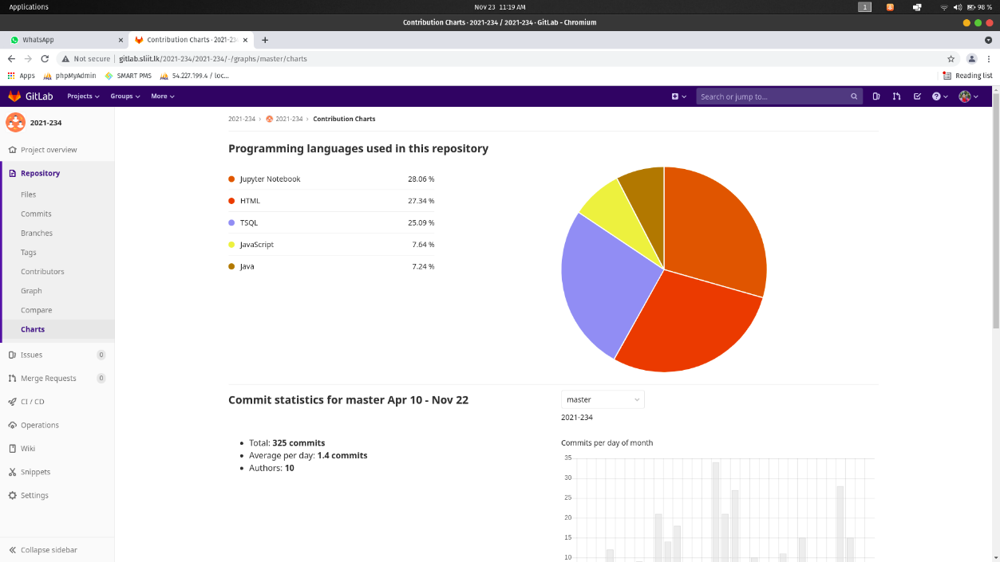 Applications
Nov 23 11:19 AM
1
98 %
Contribution Charts · 2021-234 / 2021-234 · GitLab - Chromium
WhatsApp
Contribution Charts · 2021-23
Not secure
gitlab.sliit.lk/2021-234/2021-234/-/graphs/master/charts
Apps
phpMyAdmin
SMART PMS
54.227.199.4 / loc...
Reading list
GitLab
Projects
Groups
More
Search or jump to...
2021-234
Project overview
Repository
Files
Commits
Branches
Tags
Contributors
Graph
Compare
Charts
Issues 0
Merge Requests 0
CI / CD
Operations
Wiki
Snippets
Settings
Collapse sidebar
2021-234 › 2021-234 › Contribution Charts
Programming languages used in this repository
Jupyter Notebook 28.06 %
HTML 27.34 %
TSQL 25.09 %
JavaScript 7.64 %
Java 7.24 %
Commit statistics for master Apr 10 - Nov 22
Total: 325 commits
Average per day: 1.4 commits
Authors: 10
master
2021-234
Commits per day of month
35
30
25
20
15
10